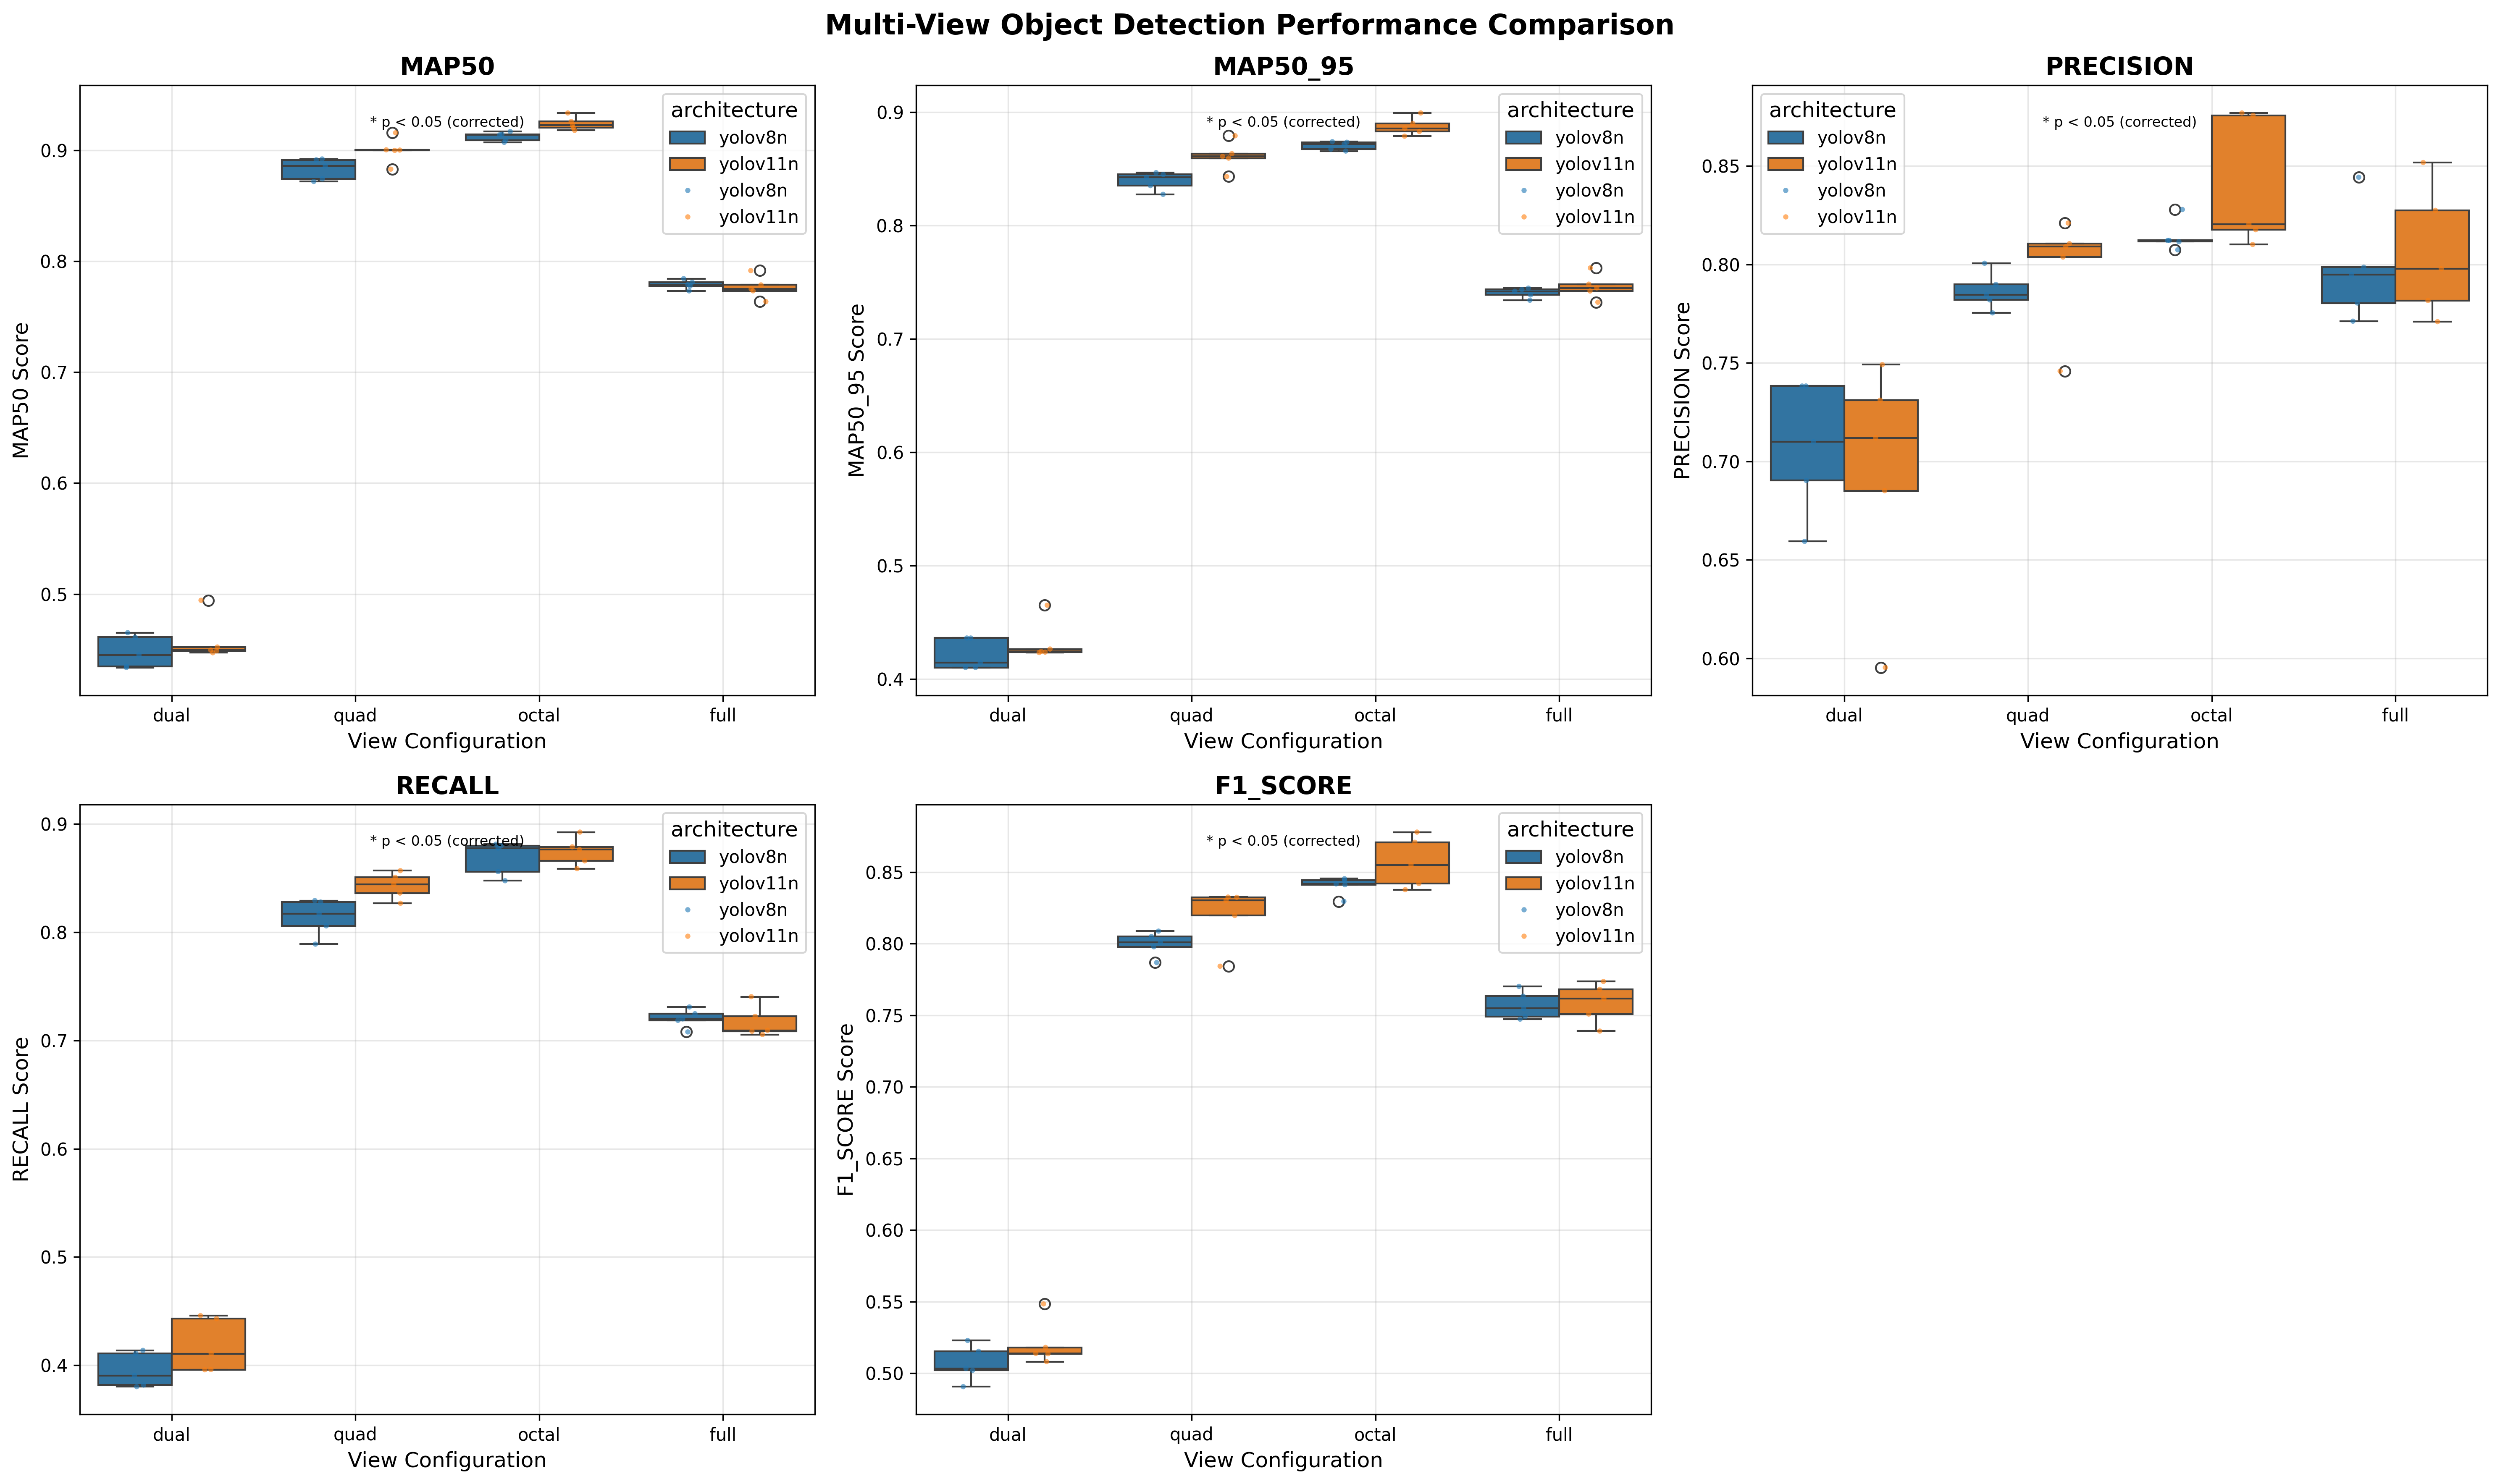 Multi-View Object Detection Performance Comparison
MAP50
MAP50 Score
0.9
0.8
0.7
0.6
0.5
* p < 0.05 (corrected)
architecture
yolov8n
yolov11n
yolov8n
yolov11n
dual quad octal full
View Configuration
MAP50_95
MAP50_95 Score
0.9
0.8
0.7
0.6
0.5
0.4
* p < 0.05 (corrected)
architecture
yolov8n
yolov11n
yolov8n
yolov11n
dual quad octal full
View Configuration
PRECISION
PRECISION Score
0.85
0.80
0.75
0.70
0.65
0.60
architecture
yolov8n
yolov11n
yolov8n
yolov11n
* p < 0.05 (corrected)
dual quad octal full
View Configuration
RECALL
RECALL Score
0.9
0.8
0.7
0.6
0.5
0.4
* p < 0.05 (corrected)
architecture
yolov8n
yolov11n
yolov8n
yolov11n
dual quad octal full
View Configuration
F1_SCORE
F1_SCORE Score
0.85
0.80
0.75
0.70
0.65
0.60
0.55
0.50
* p < 0.05 (corrected)
architecture
yolov8n
yolov11n
yolov8n
yolov11n
dual quad octal full
View Configuration